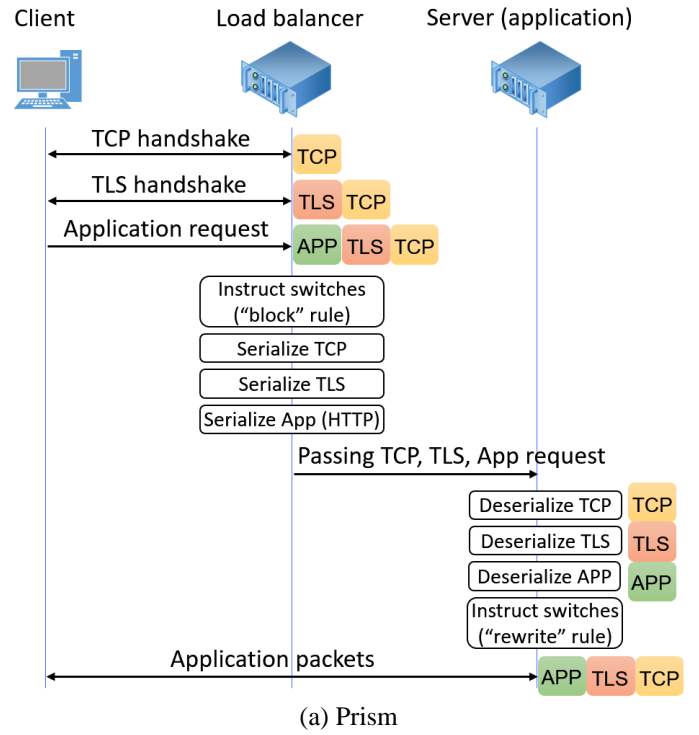 Client
Load balancer
Server (application)
TCP handshake
TCP
TLS handshake
TLS TCP
Application request
APP TLS TCP
Instruct switches
(“block” rule)
Serialize TCP
Serialize TLS
Serialize App (HTTP)
Passing TCP, TLS, App request
Deserialize TCP
TCP
Deserialize TLS
TLS
Deserialize APP
APP
Instruct switches
(“rewrite” rule)
Application packets
APP TLS TCP
(a) Prism